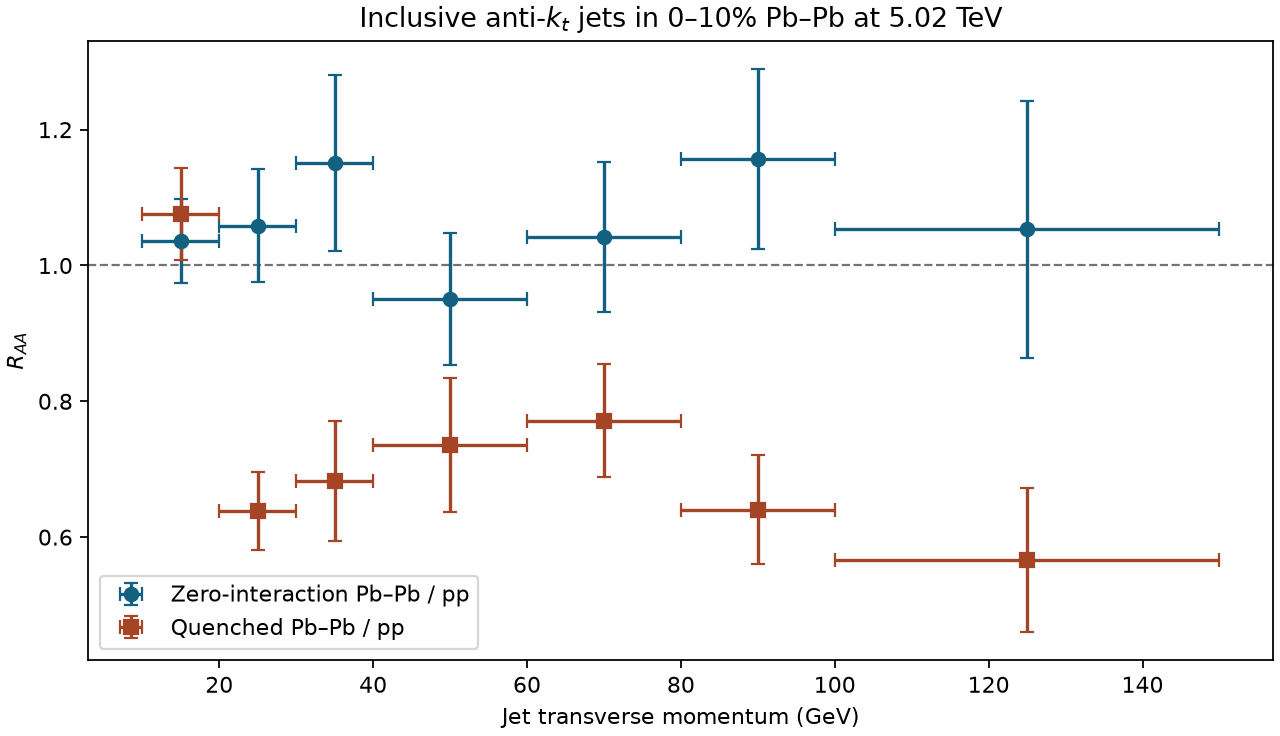 Inclusive anti-kₜ jets in 0–10% Pb–Pb at 5.02 TeV
R_AA
1.2
1.0
0.8
0.6
Zero-interaction Pb–Pb / pp
Quenched Pb–Pb / pp
20 40 60 80 100 120 140
Jet transverse momentum (GeV)